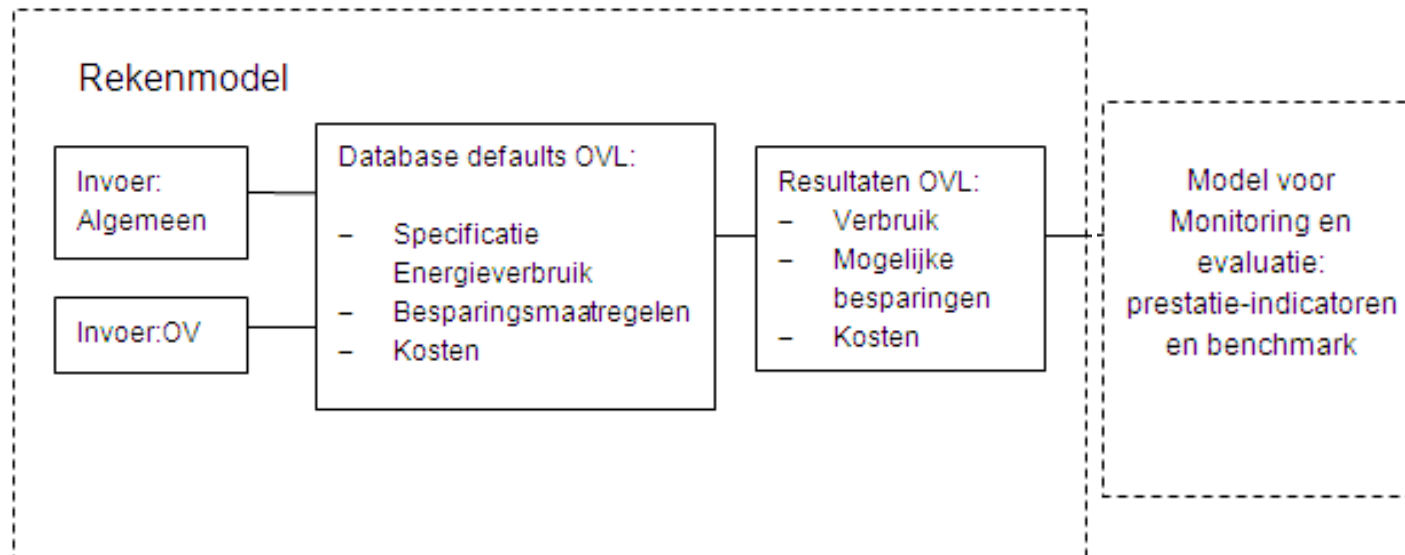 Rekenmodel
Invoer:
Algemeen
Invoer:OV
Database defaults OVL:
– Specificatie
Energieverbruik
– Besparingsmaatregelen
– Kosten
Resultaten OVL:
– Verbruik
– Mogelijke
besparingen
– Kosten
Model voor
Monitoring en
evaluatie:
prestatie-indicatoren
en benchmark